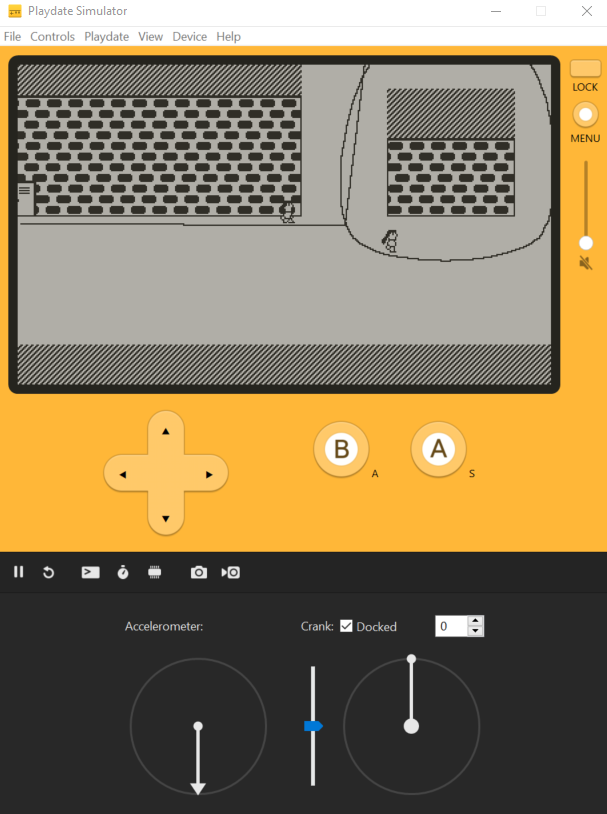 Playdate Simulator
File Controls Playdate View Device Help
LOCK
MENU
B A
A S
Accelerometer:
Crank: Docked 0